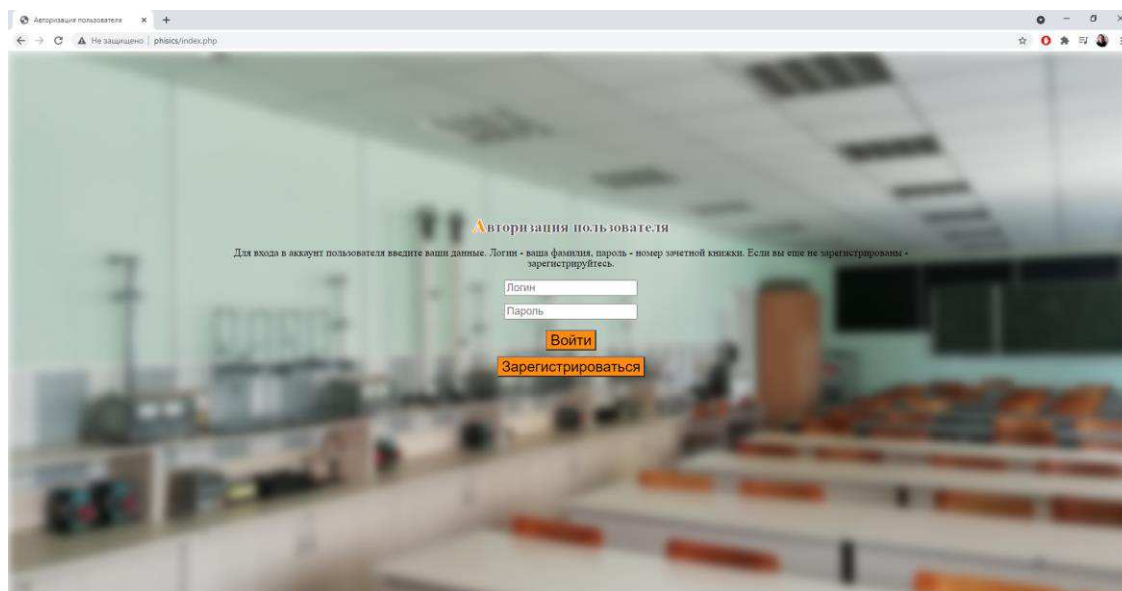 Авторизация пользователя
Не защищено | phisics/index.php
Авторизация пользователя
Для входа в аккаунт пользователя введите ваши данные. Логин - ваша фамилия, пароль - номер зачетной книжки. Если вы еще не зарегистрированы -
зарегистрируйтесь.
Логин
Пароль
Войти
Зарегистрироваться